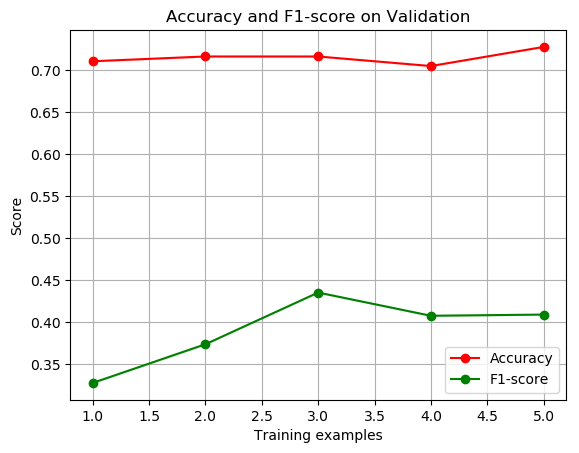 Accuracy and F1-score on Validation
0.70
0.65
0.60
0.55
0.50
0.45
0.40
0.35
Score
1.0 1.5 2.0 2.5 3.0 3.5 4.0 4.5 5.0
Training examples
Accuracy
F1-score